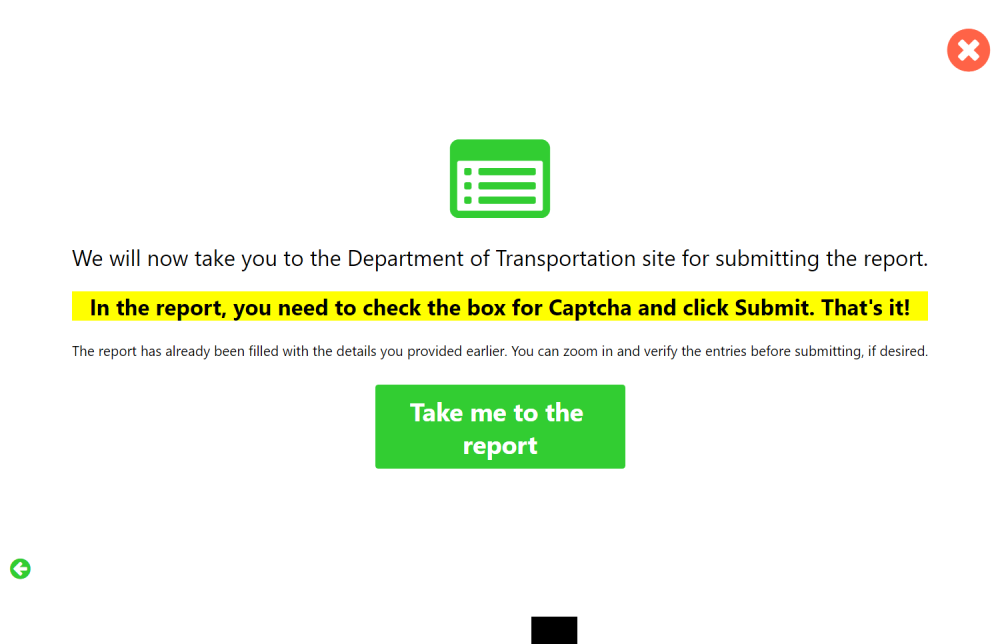 We will now take you to the Department of Transportation site for submitting the report.
In the report, you need to check the box for Captcha and click Submit. That's it!
The report has already been filled with the details you provided earlier. You can zoom in and verify the entries before submitting, if desired.
Take me to the
report